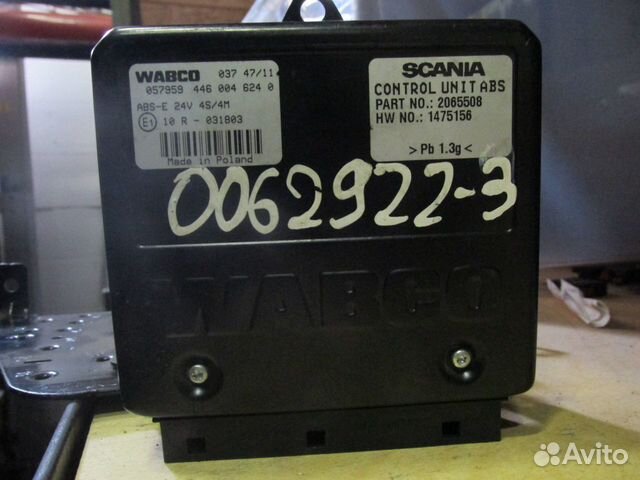 WABCO 037 47/11
057959 446 004 624 0
ABS-E 24V 4S/4M
E1 10 R - 031803
Made in Poland
SCANIA
CONTROL UNIT ABS
PART NO.: 2065508
HW NO.: 1475156
> Pb 1.3g <
0062922-3
WABCO
Avito